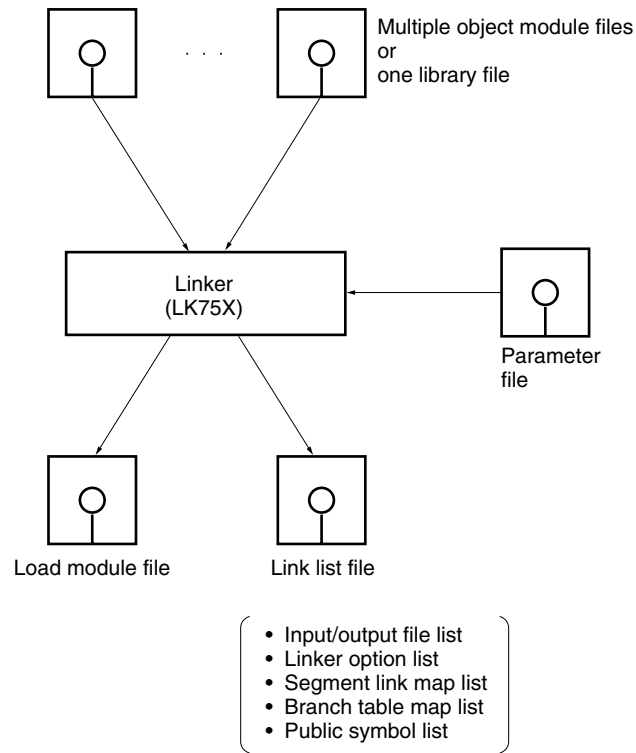 . . .
Multiple object module files
or
one library file
Linker
(LK75X)
Parameter
file
Load module file
Link list file
• Input/output file list
• Linker option list
• Segment link map list
• Branch table map list
• Public symbol list